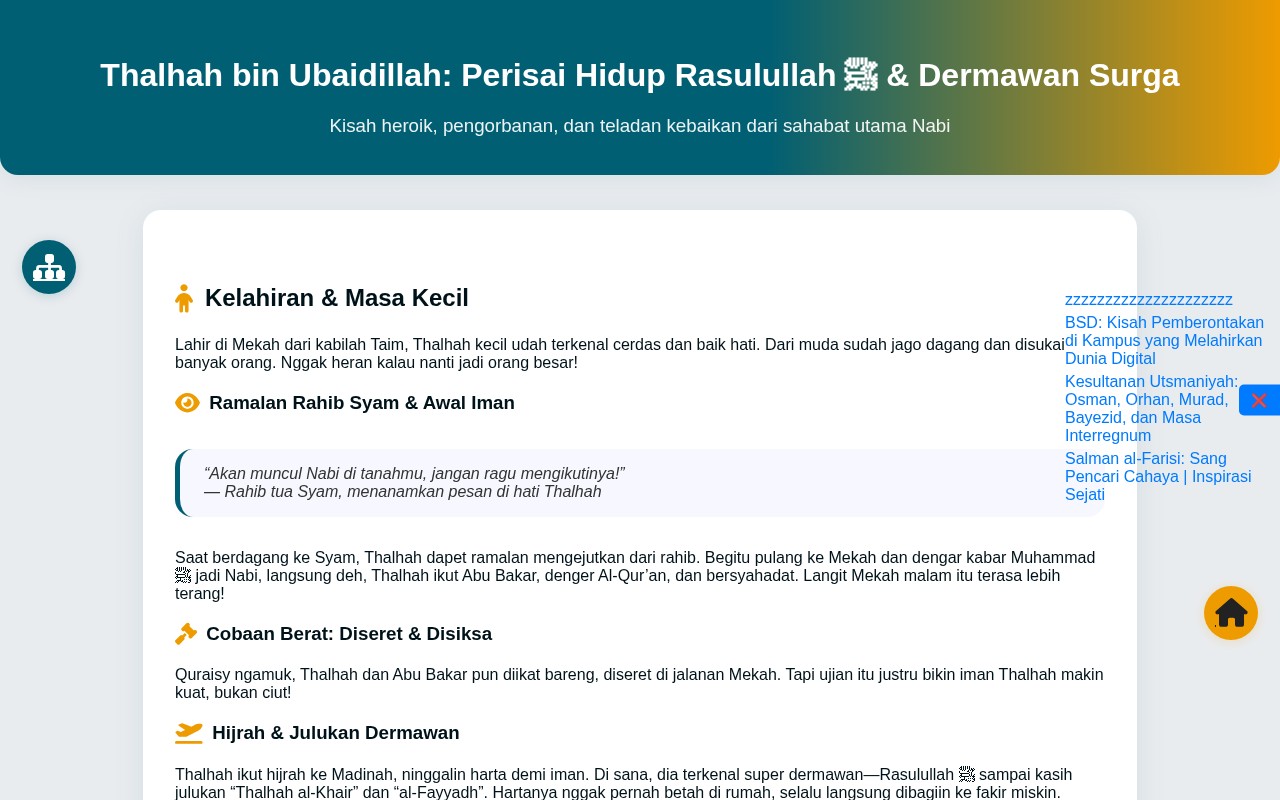 Thalhah bin Ubaidillah: Perisai Hidup Rasulullah ﷺ & Dermawan Surga
Kisah heroik, pengorbanan, dan teladan kebaikan dari sahabat utama Nabi
Kelahiran & Masa Kecil
Lahir di Mekah dari kabilah Taim, Thalhah kecil udah terkenal cerdas dan baik hati. Dari muda sudah jago dagang dan disukai
banyak orang. Nggak heran kalau nanti jadi orang besar!
Ramalan Rahib Syam & Awal Iman
“Akan muncul Nabi di tanahmu, jangan ragu mengikutinya!”
— Rahib tua Syam, menanamkan pesan di hati Thalhah
Saat berdagang ke Syam, Thalhah dapet ramalan mengejutkan dari rahib. Begitu pulang ke Mekah dan dengar kabar Muhammad
ﷺ jadi Nabi, langsung deh, Thalhah ikut Abu Bakar, denger Al-Qur’an, dan bersyahadat. Langit Mekah malam itu terasa lebih
terang!
Cobaan Berat: Diseret & Disiksa
Quraisy ngamuk, Thalhah dan Abu Bakar pun diikat bareng, diseret di jalanan Mekah. Tapi ujian itu justru bikin iman Thalhah makin
kuat, bukan ciut!
Hijrah & Julukan Dermawan
Thalhah ikut hijrah ke Madinah, ninggalin harta demi iman. Di sana, dia terkenal super dermawan—Rasulullah ﷺ sampai kasih
julukan “Thalhah al-Khair” dan “al-Fayyadh”. Hartanya nggak pernah betah di rumah, selalu langsung dibagiin ke fakir miskin.
zzzzzzzzzzzzzzzzzzzzz
BSD: Kisah Pemberontakan
di Kampus yang Melahirkan
Dunia Digital
Kesultanan Utsmaniyah:
Osman, Orhan, Murad,
Bayezid, dan Masa
Interregnum
Salman al-Farisi: Sang
Pencari Cahaya | Inspirasi
Sejati